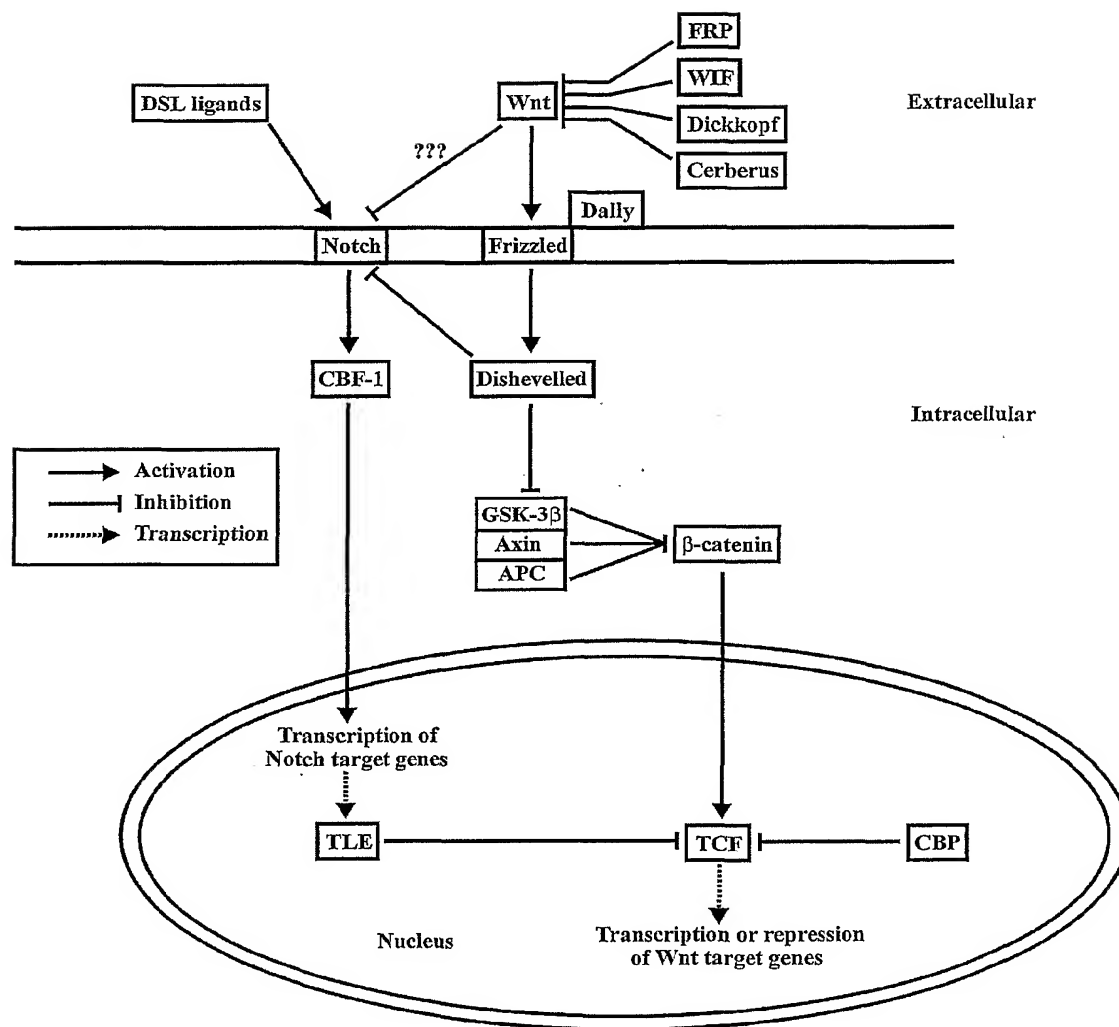 FRP
WIF
DSL ligands
Wnt
Extracellular
Dickkopf
???
Cerberus
Dally
Notch
Frizzled
CBF-1
Dishevelled
Intracellular
Activation
Inhibition
Transcription
GSK-3β
Axin
β-catenin
APC
Transcription of
Notch target genes
TLE
TCF
CBP
Nucleus
Transcription or repression
of Wnt target genes